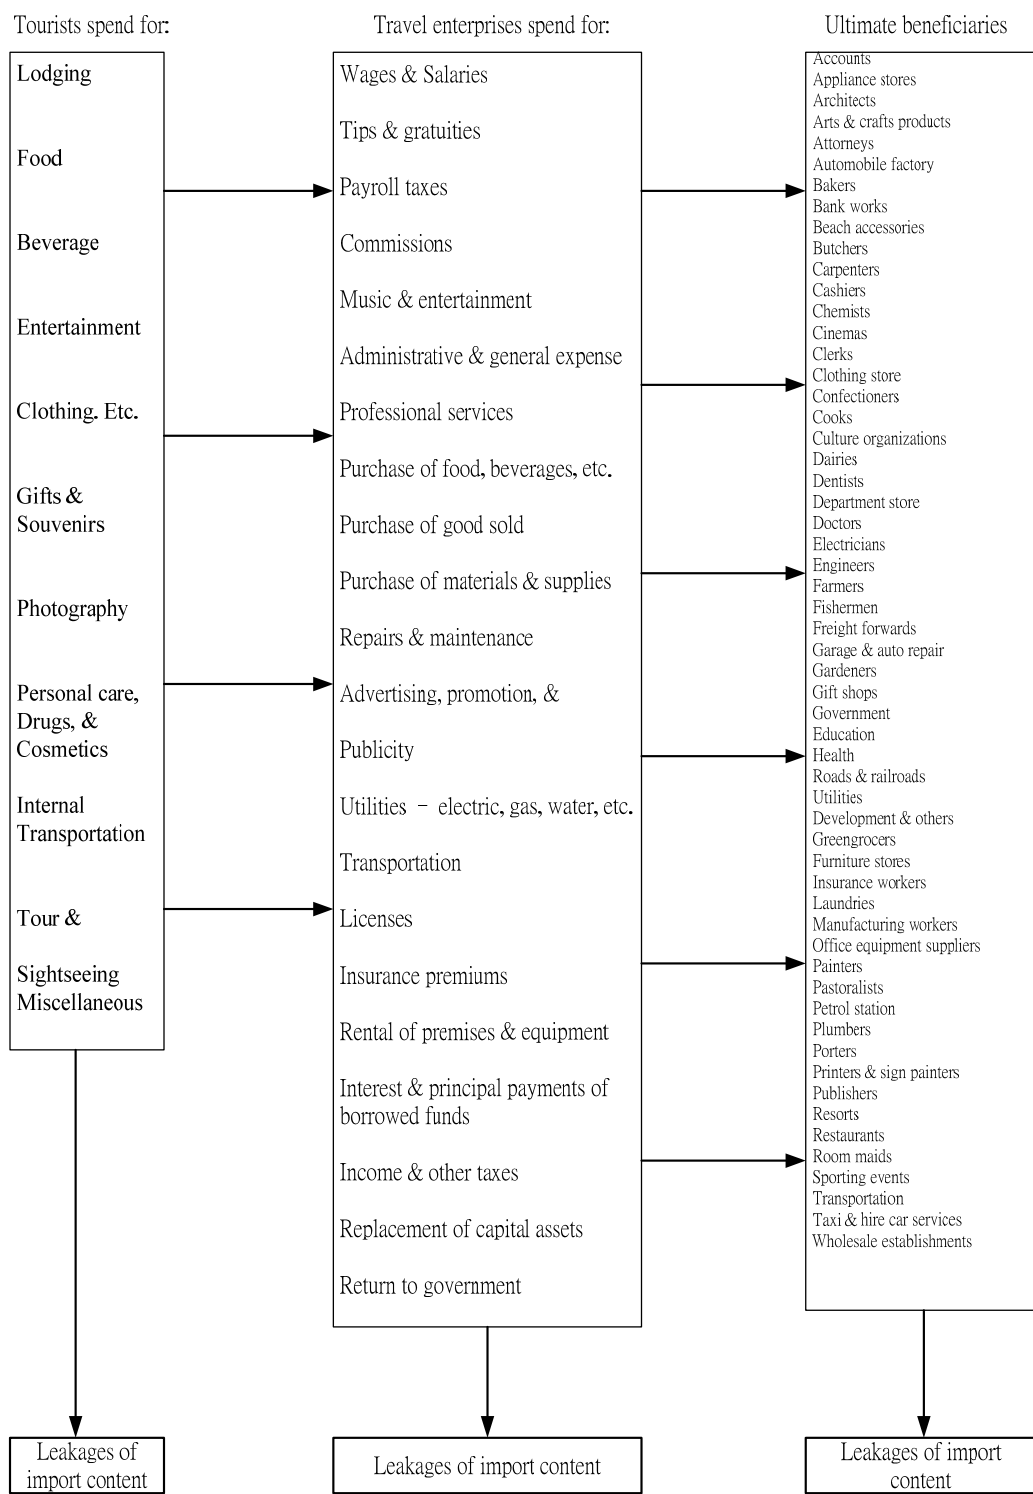 Tourists spend for:
Lodging
Food
Beverage
Entertainment
Clothing. Etc.
Gifts &
Souvenirs
Photography
Personal care,
Drugs, &
Cosmetics
Internal
Transportation
Tour &
Sightseeing
Miscellaneous
Leakages of
import content
Travel enterprises spend for:
Wages & Salaries
Tips & gratuities
Payroll taxes
Commissions
Music & entertainment
Administrative & general expense
Professional services
Purchase of food, beverages, etc.
Purchase of good sold
Purchase of materials & supplies
Repairs & maintenance
Advertising, promotion, &
Publicity
Utilities – electric, gas, water, etc.
Transportation
Licenses
Insurance premiums
Rental of premises & equipment
Interest & principal payments of
borrowed funds
Income & other taxes
Replacement of capital assets
Return to government
Leakages of import content
Ultimate beneficiaries
Accounts
Appliance stores
Architects
Arts & crafts products
Attorneys
Automobile factory
Bakers
Bank works
Beach accessories
Butchers
Carpenters
Cashiers
Chemists
Cinemas
Clerks
Clothing store
Confectioners
Cooks
Culture organizations
Dairies
Dentists
Department store
Doctors
Electricians
Engineers
Farmers
Fishermen
Freight forwards
Garage & auto repair
Gardeners
Gift shops
Government
Education
Health
Roads & railroads
Utilities
Development & others
Greengrocers
Furniture stores
Insurance workers
Laundries
Manufacturing workers
Office equipment suppliers
Painters
Pastoralists
Petrol station
Plumbers
Porters
Printers & sign painters
Publishers
Resorts
Restaurants
Room maids
Sporting events
Transportation
Taxi & hire car services
Wholesale establishments
Leakages of import
content